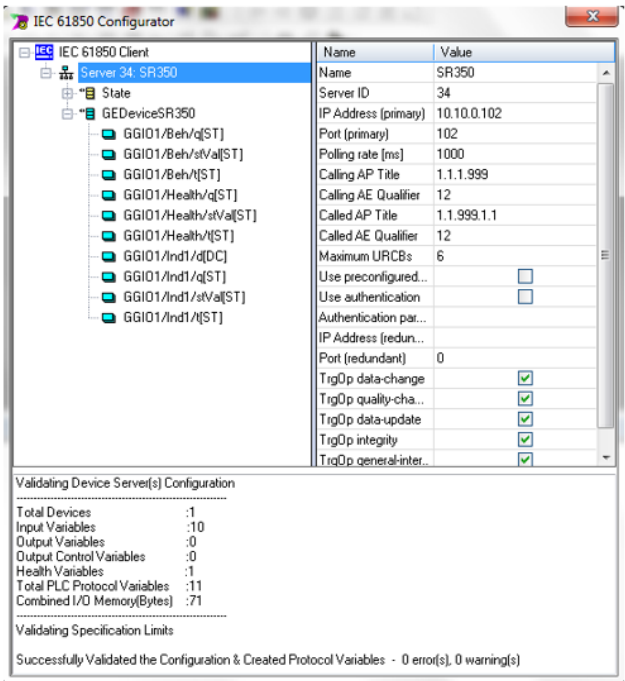 IEC 61850 Configurator
IEC IEC 61850 Client
Server 34: SR350
State
GEDeviceSR350
GGIO1/Beh/q[ST]
GGIO1/Beh/stVal[ST]
GGIO1/Beh/t[ST]
GGIO1/Health/q[ST]
GGIO1/Health/stVal[ST]
GGIO1/Health/t[ST]
GGIO1/Ind1/d[DC]
GGIO1/Ind1/q[ST]
GGIO1/Ind1/stVal[ST]
GGIO1/Ind1/t[ST]
Name Value
Name SR350
Server ID 34
IP Address (primary) 10.10.0.102
Port (primary) 102
Polling rate [ms] 1000
Calling AP Title 1.1.1.999
Calling AE Qualifier 12
Called AP Title 1.1.999.1.1
Called AE Qualifier 12
Maximum URCBs 6
Use preconfigured...
Use authentication
Authentication par...
IP Address (redun...
Port (redundant) 0
TrgOp data-change
TrgOp quality-cha...
TrgOp data-update
TrgOp integrity
TrgOp general-inter..
Validating Device Server(s) Configuration
-----------------------------------------------------
Total Devices :1
Input Variables :10
Output Variables :0
Output Control Variables :0
Health Variables :1
Total PLC Protocol Variables :11
Combined I/O Memory(Bytes) :71
-----------------------------------------------------
Validating Specification Limits
Successfully Validated the Configuration & Created Protocol Variables - 0 error(s), 0 warning(s)